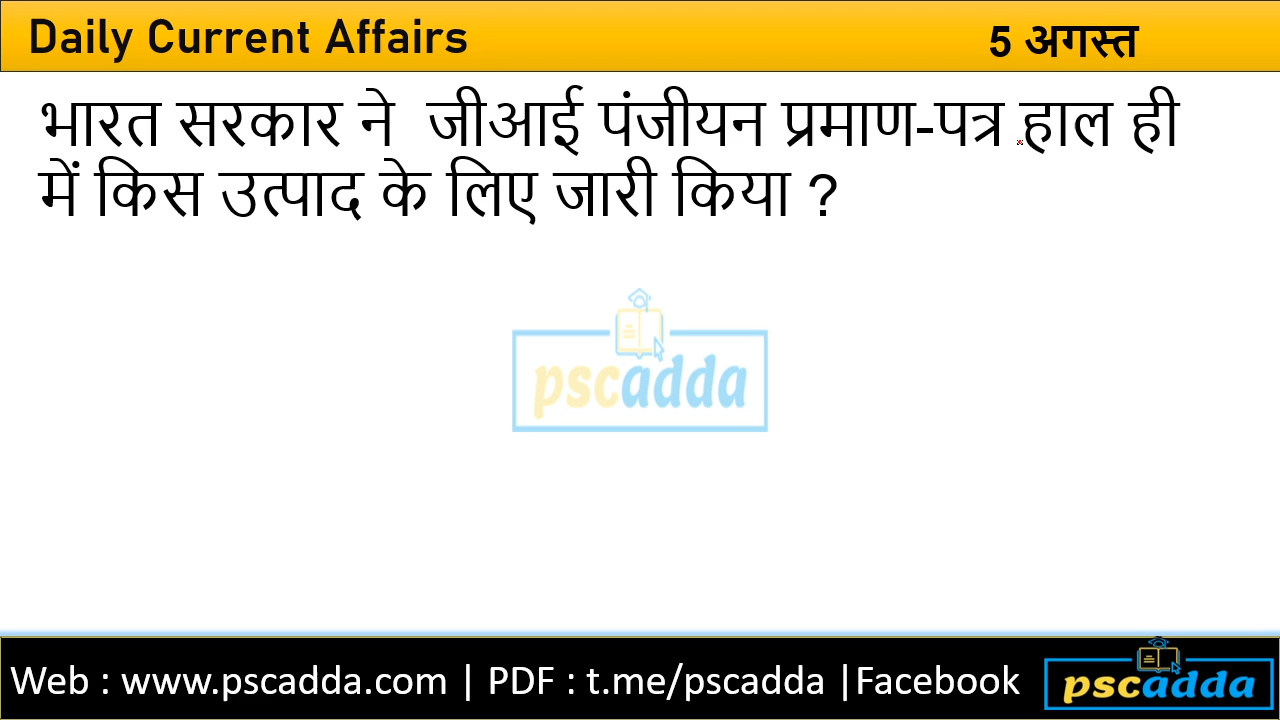 Daily Current Affairs
5 अगस्त
भारत सरकार ने जीआई पंजीयन प्रमाण-पत्र हाल ही
में किस उत्पाद के लिए जारी किया ?
pscadda
Web : www.pscadda.com | PDF : t.me/pscadda |Facebook
pscadda